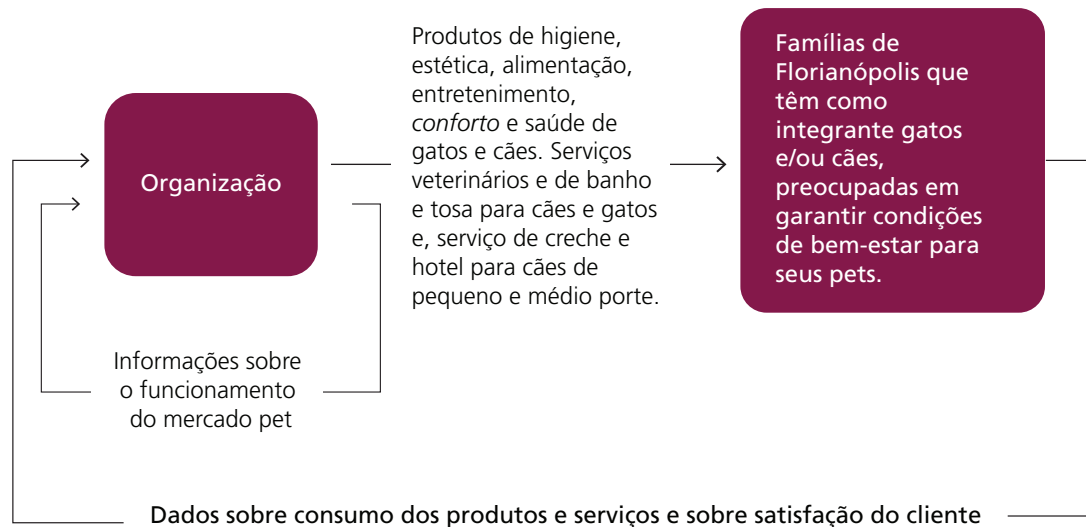 Organização
Produtos de higiene,
estética, alimentação,
entretenimento,
conforto e saúde de
gatos e cães. Serviços
veterinários e de banho
e tosa para cães e gatos
e, serviço de creche e
hotel para cães de
pequeno e médio porte.
Famílias de
Florianópolis que
têm como
integrante gatos
e/ou cães,
preocupadas em
garantir condições
de bem-estar para
seus pets.
Informações sobre
o funcionamento
do mercado pet
Dados sobre consumo dos produtos e serviços e sobre satisfação do cliente